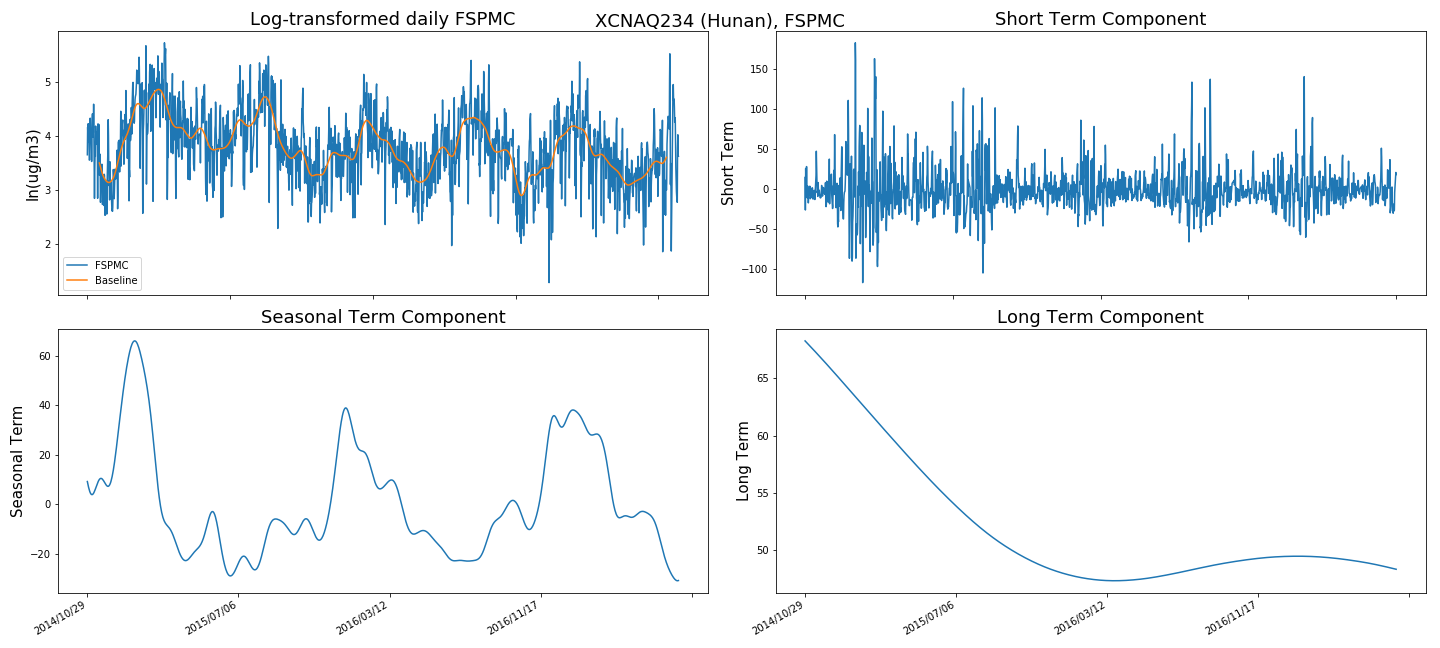 XCNAQ234 (Hunan), FSPMC
Log-transformed daily FSPMC
ln(ug/m3)
5
4
3
2
FSPMC
Baseline
Short Term Component
Short Term
150
100
50
0
−50
−100
Seasonal Term Component
Seasonal Term
60
40
20
0
−20
2014/10/29
2015/07/06
2016/03/12
2016/11/17
Long Term Component
Long Term
65
60
55
50
2014/10/29
2015/07/06
2016/03/12
2016/11/17